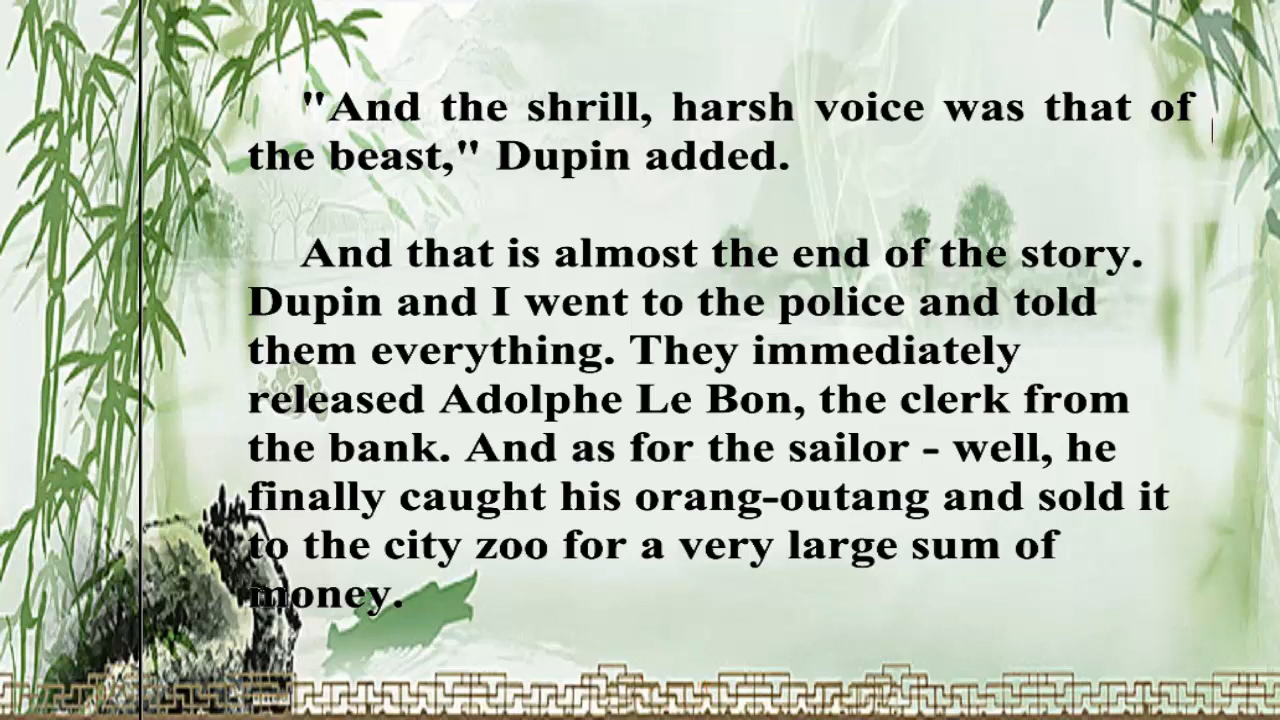 "And the shrill, harsh voice was that of
the beast," Dupin added.
And that is almost the end of the story.
Dupin and I went to the police and told
them everything. They immediately
released Adolphe Le Bon, the clerk from
the bank. And as for the sailor - well, he
finally caught his orang-outang and sold it
to the city zoo for a very large sum of
money.